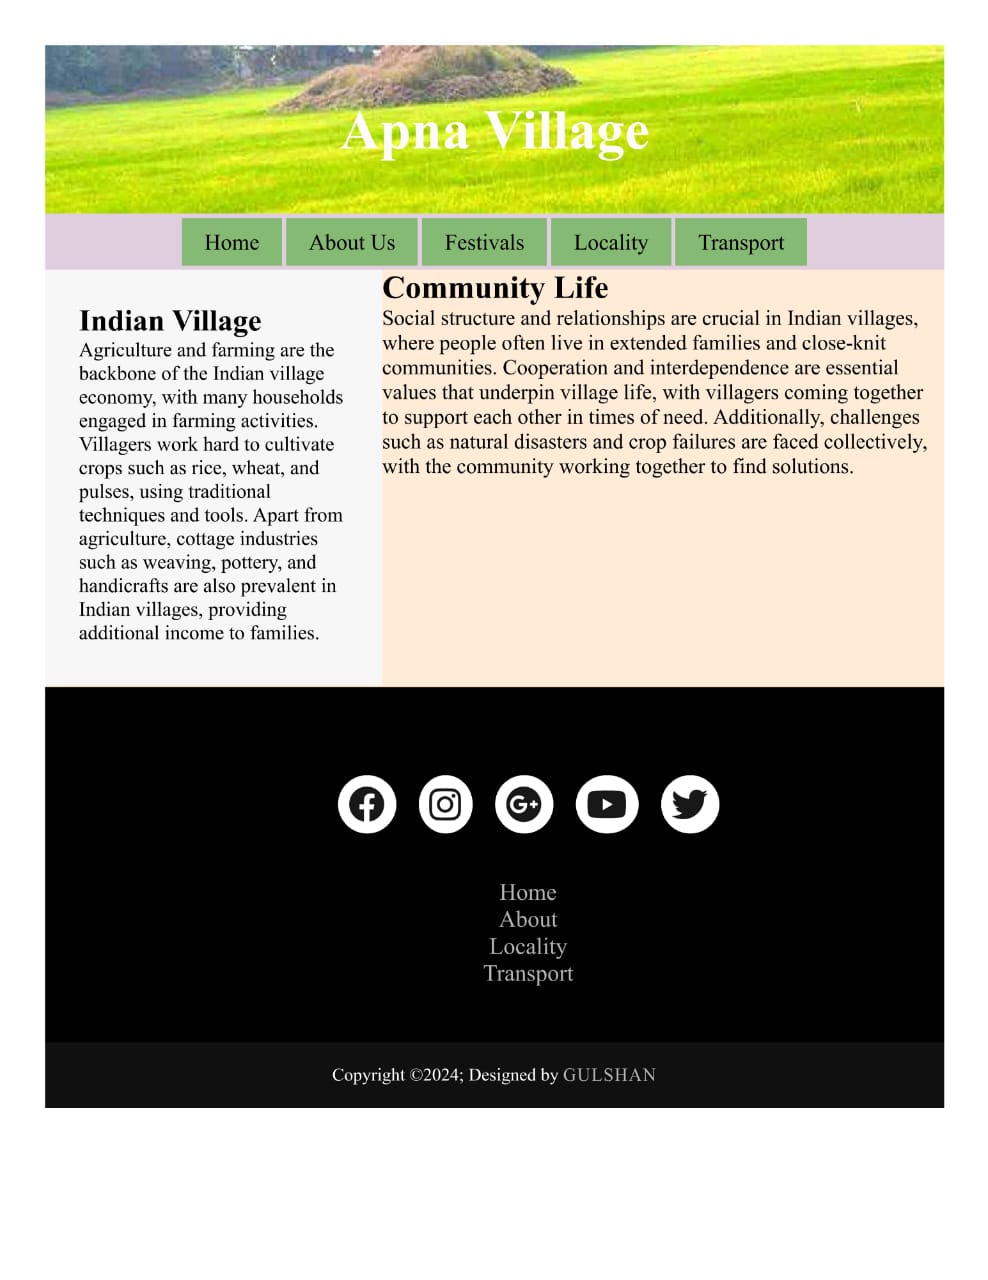 Apna Village
Home About Us Festivals Locality Transport
Indian Village
Agriculture and farming are the
backbone of the Indian village
economy, with many households
engaged in farming activities.
Villagers work hard to cultivate
crops such as rice, wheat, and
pulses, using traditional
techniques and tools. Apart from
agriculture, cottage industries
such as weaving, pottery, and
handicrafts are also prevalent in
Indian villages, providing
additional income to families.
Community Life
Social structure and relationships are crucial in Indian villages,
where people often live in extended families and close-knit
communities. Cooperation and interdependence are essential
values that underpin village life, with villagers coming together
to support each other in times of need. Additionally, challenges
such as natural disasters and crop failures are faced collectively,
with the community working together to find solutions.
G+
Home
About
Locality
Transport
Copyright ©2024; Designed by GULSHAN